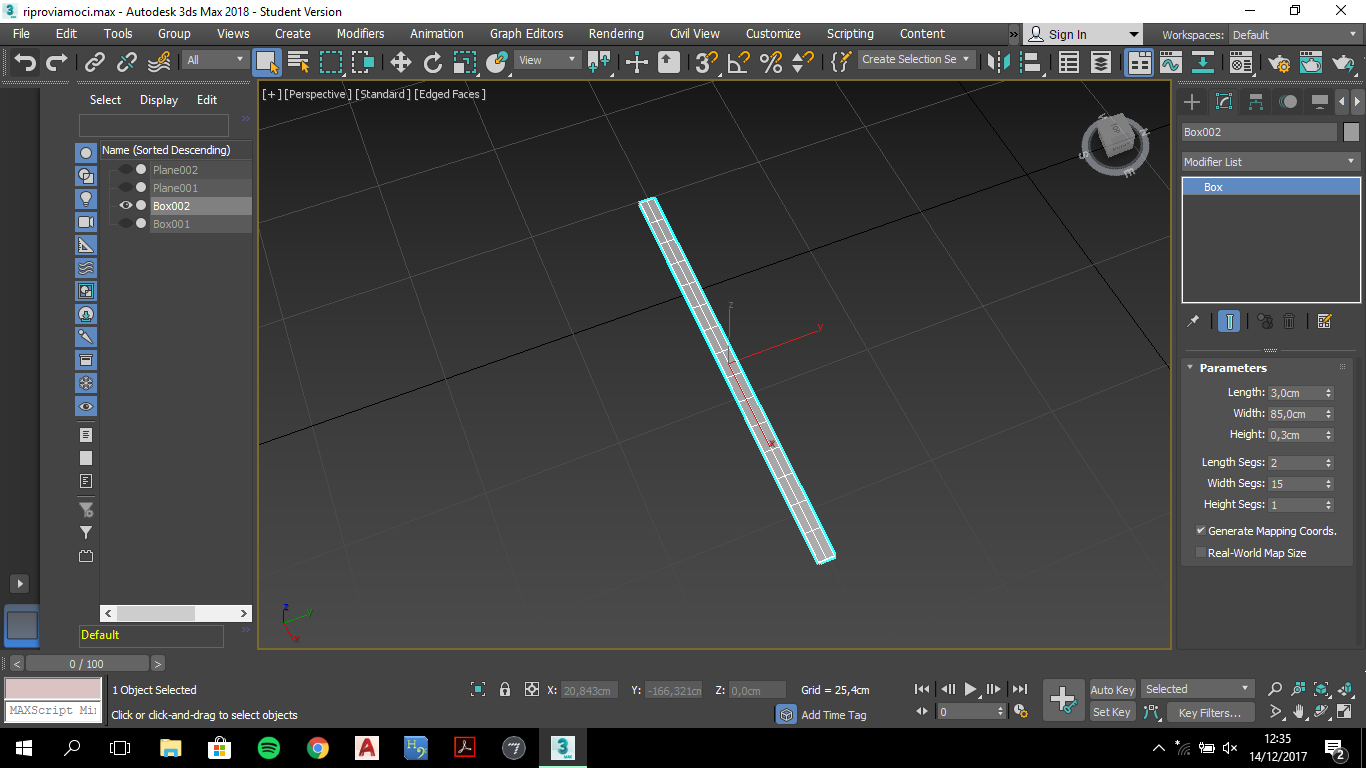 riproviamoci.max - Autodesk 3ds Max 2018 - Student Version
File Edit Tools Group Views Create Modifiers Animation Graph Editors Rendering Civil View Customize Scripting Content » Sign In Workspaces: Default
All View Create Selection Se
Select Display Edit
[+] [Perspective ] [Standard ] [Edged Faces ]
Name (Sorted Descending)
Plane002
Plane001
Box002
Box001
z
y
x
TOP
S
E
Box002
Modifier List
Box
Parameters
Length: 3,0cm
Width: 85,0cm
Height: 0,3cm
Length Segs: 2
Width Segs: 15
Height Segs: 1
Generate Mapping Coords.
Real-World Map Size
z
y
x
Default
0 / 100
1 Object Selected X: 20,843cm Y: -166,321cm Z: 0,0cm Grid = 25,4cm Auto Key Selected
MAXScript Min Click or click-and-drag to select objects Add Time Tag 0 Set Key Key Filters...
12:35
14/12/2017
2